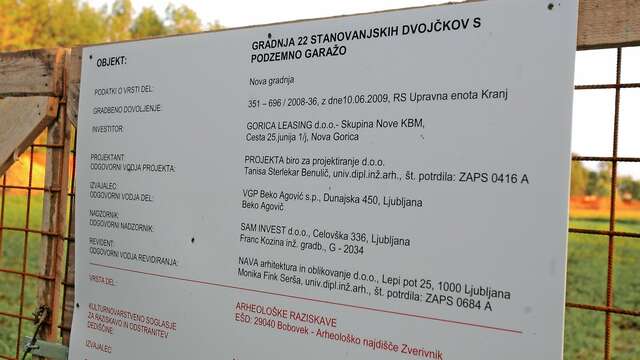 OBJEKT: GRADNJA 22 STANOVANJSKIH DVOJČKOV S
PODZEMNO GARAŽO
PODATKI O VRSTI DEL: Nova gradnja
GRADBENO DOVOLJENJE: 351 – 696 / 2008-36, z dne10.06.2009, RS Upravna enota Kranj
INVESTITOR: GORICA LEASING d.o.o.- Skupina Nove KBM,
Cesta 25.junija 1/j, Nova Gorica
PROJEKTANT: PROJEKTA biro za projektiranje d.o.o.
ODGOVORNI VODJA PROJEKTA: Tanisa Sterlekar Benulič, univ.dipl.inž.arh., št. potrdila: ZAPS 0416 A
IZVAJALEC: VGP Beko Agović s.p., Dunajska 450, Ljubljana
ODGOVORNI VODJA DEL: Beko Agovič
NADZORNIK: SAM INVEST d.o.o., Celovška 336, Ljubljana
ODGOVORNI NADZORNIK: Franc Kozina inž. gradb., G - 2034
REVIDENT: NAVA arhitektura in oblikovanje d.o.o., Lepi pot 25, 1000 Ljubljana
ODGOVORNI VODJA REVIDIRANJA: Monika Fink Serša, univ.dipl.inž.arh., št. potrdila: ZAPS 0684 A
VRSTA DEL: ARHEOLOŠKE RAZISKAVE
EŠD: 29040 Bobovek - Arheološko najdišče Zverivnik
KULTURNOVARSTVENO SOGLASJE
ZA RAZISKAVO IN ODSTRANITEV
DEDIŠČINE:
IZVAJALEC: